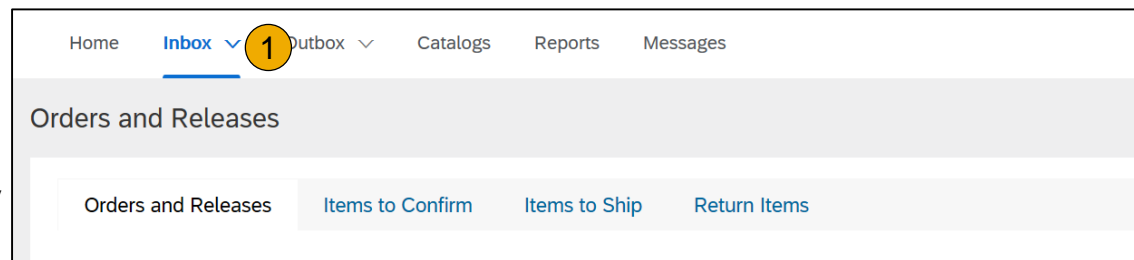 Home Inbox 1 Outbox Catalogs Reports Messages
Orders and Releases
Orders and Releases Items to Confirm Items to Ship Return Items